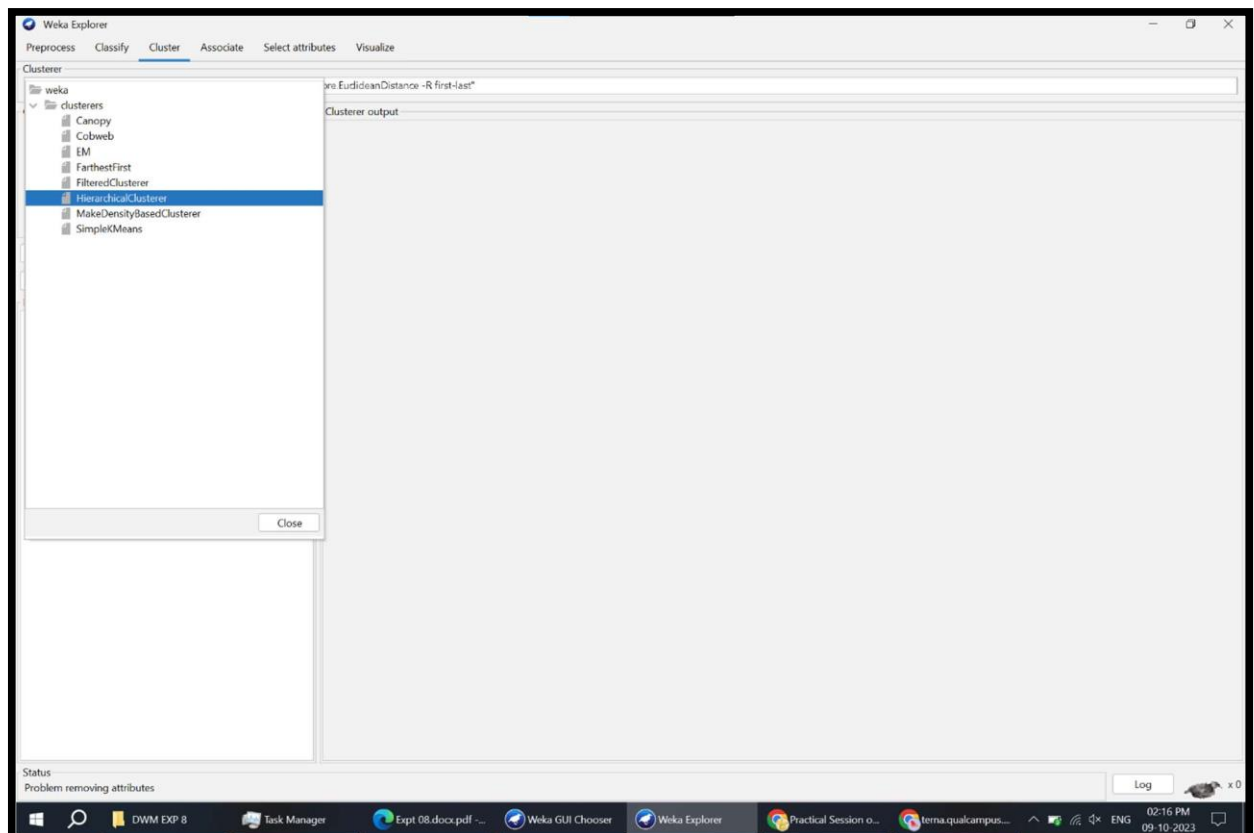 Weka Explorer
Preprocess Classify Cluster Associate Select attributes Visualize
Clusterer
ore.EuclideanDistance -R first-last"
weka
clusterers
Canopy
Cobweb
EM
FarthestFirst
FilteredClusterer
HierarchicalClusterer
MakeDensityBasedClusterer
SimpleKMeans
Close
Clusterer output
Status
Problem removing attributes
Log
x 0
DWM EXP 8
Task Manager
Expt 08.docx.pdf -...
Weka GUI Chooser
Weka Explorer
Practical Session o...
terna.qualcampus...
ENG
02:16 PM
09-10-2023